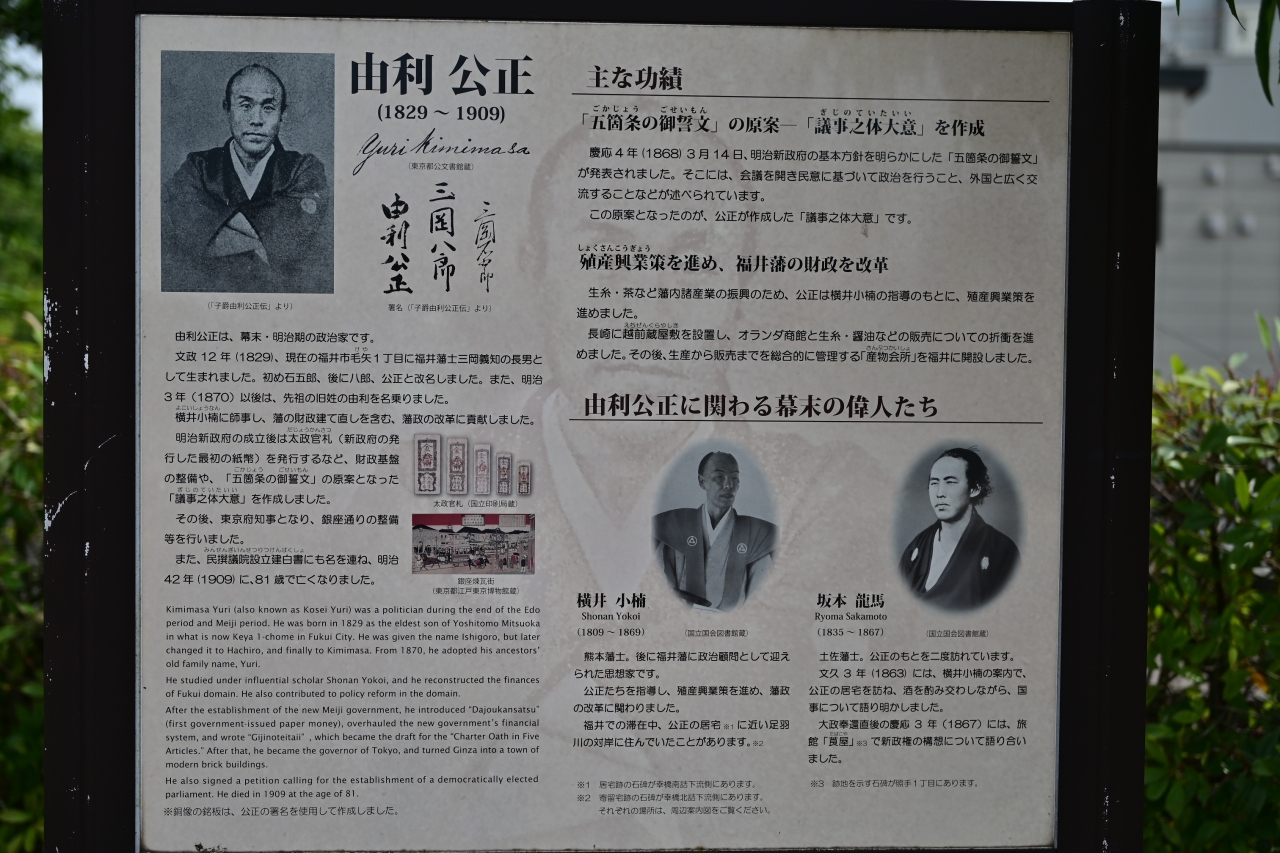 由利 公正
(1829 ～ 1909)
Yuri Kimimasa
（東京都公文書館蔵）
三岡石五郎
三岡八郎
由利公正
（「子爵由利公正伝」より）
署名（「子爵由利公正伝」より）
由利公正は、幕末・明治期の政治家です。
文政 12 年 (1829)、現在の福井市毛矢 1 丁目に福井藩士三岡義知の長男と
して生まれました。初め石五郎、後に八郎、公正と改名しました。また、明治
3 年 (1870) 以後は、先祖の旧姓の由利を名乗りました。
横井小楠に師事し、藩の財政建て直しを含む、藩政の改革に貢献しました。
明治新政府の成立後は太政官札（新政府の発
行した最初の紙幣）を発行するなど、財政基盤
の整備や、「五箇条の御誓文」の原案となった
「議事之体大意」を作成しました。
その後、東京府知事となり、銀座通りの整備
等を行いました。
また、民撰議院設立建白書にも名を連ね、明治
42 年 (1909) に、81 歳で亡くなりました。
太政官札（国立印刷局蔵）
銀座煉瓦街
（東京都江戸東京博物館蔵）
Kimimasa Yuri (also known as Kosei Yuri) was a politician during the end of the Edo
period and Meiji period. He was born in 1829 as the eldest son of Yoshitomo Mitsuoka
in what is now Keya 1-chome in Fukui City. He was given the name Ishigoro, but later
changed it to Hachiro, and finally to Kimimasa. From 1870, he adopted his ancestors'
old family name, Yuri.
He studied under influential scholar Shonan Yokoi, and he reconstructed the finances
of Fukui domain. He also contributed to policy reform in the domain.
After the establishment of the new Meiji government, he introduced "Dajoukansatsu"
(first government-issued paper money), overhauled the new government's financial
system, and wrote "Gijinoteitaii" , which became the draft for the "Charter Oath in Five
Articles." After that, he became the governor of Tokyo, and turned Ginza into a town of
modern brick buildings.
He also signed a petition calling for the establishment of a democratically elected
parliament. He died in 1909 at the age of 81.
※銅像の銘板は、公正の署名を使用して作成しました。
主な功績
「五箇条の御誓文」の原案―「議事之体大意」を作成
慶応 4 年 (1868) 3 月 14 日、明治新政府の基本方針を明らかにした「五箇条の御誓文」
が発表されました。そこには、会議を開き民意に基づいて政治を行うこと、外国と広く交
流することなどが述べられています。
この原案となったのが、公正が作成した「議事之体大意」です。
殖産興業策を進め、福井藩の財政を改革
生糸・茶など藩内諸産業の振興のため、公正は横井小楠の指導のもとに、殖産興業策を
進めました。
長崎に越前蔵屋敷を設置し、オランダ商館と生糸・醤油などの販売についての折衝を進
めました。その後、生産から販売までを総合的に管理する「産物会所」を福井に開設しました。
由利公正に関わる幕末の偉人たち
横井 小楠
Shonan Yokoi
(1809 ～ 1869)
（国立国会図書館蔵）
熊本藩士。後に福井藩に政治顧問として迎え
られた思想家です。
公正たちを指導し、殖産興業策を進め、藩政
の改革に関わりました。
福井での滞在中、公正の居宅※1 に近い足羽
川の対岸に住んでいたことがあります。※2
※1 居宅跡の石碑が幸橋南詰下流側にあります。
※2 寄留宅跡の石碑が幸橋北詰下流側にあります。
それぞれの場所は、周辺案内図をご覧ください。
坂本 龍馬
Ryoma Sakamoto
(1835 ～ 1867)
（国立国会図書館蔵）
土佐藩士。公正のもとを二度訪れています。
文久 3 年 (1863) には、横井小楠の案内で、
公正の居宅を訪ね、酒を酌み交わしながら、国
事について語り明かしました。
大政奉還直後の慶応 3 年 (1867) には、旅
館「莨屋」※3 で新政権の構想について語り合い
ました。
※3 跡地を示す石碑が照手 1 丁目にあります。